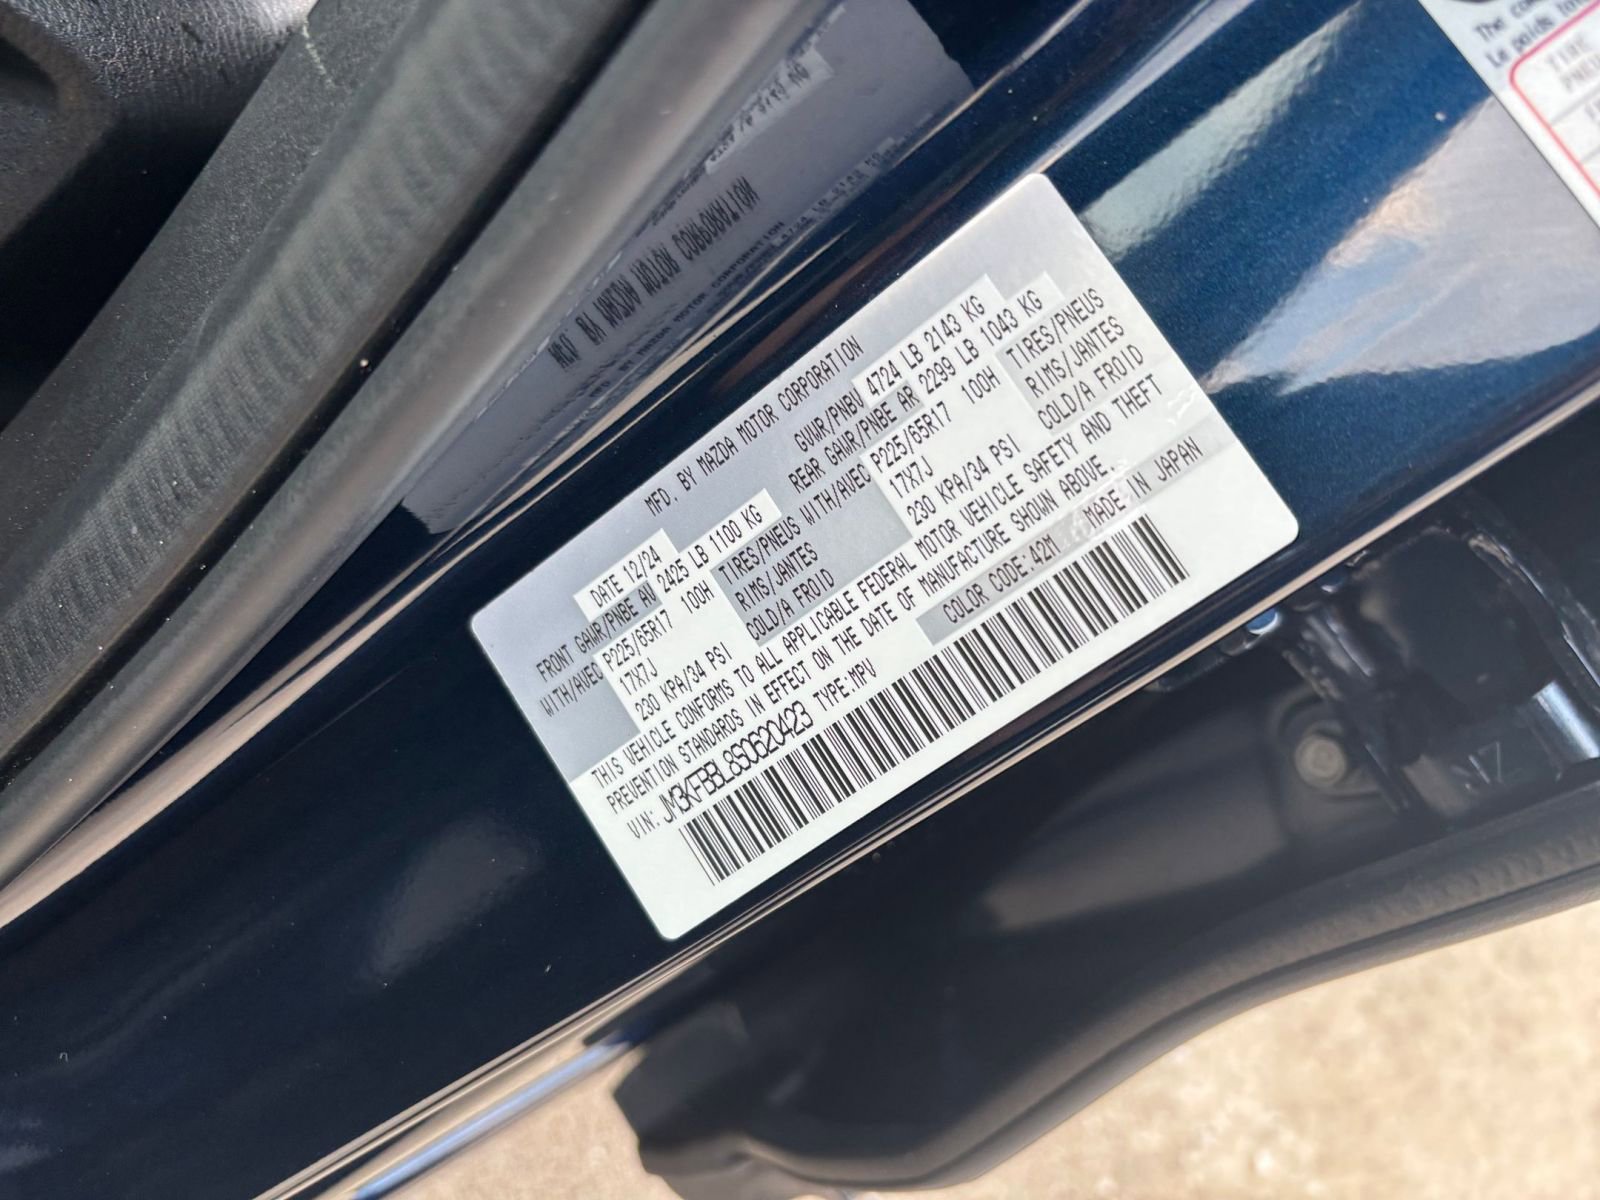 MFD. BY MAZDA MOTOR CORPORATION
DATE 12/24 GVWR/PNBV 4724 LB 2143 KG
FRONT GAWR/PNBE AV 2425 LB 1100 KG REAR GAWR/PNBE AR 2299 LB 1043 KG
WITH/AVEC P225/65R17 100H TIRES/PNEUS WITH/AVEC P225/65R17 100H TIRES/PNEUS
17X7J RIMS/JANTES 17X7J RIMS/JANTES
230 KPA/34 PSI COLD/A FROID 230 KPA/34 PSI COLD/A FROID
THIS VEHICLE CONFORMS TO ALL APPLICABLE FEDERAL MOTOR VEHICLE SAFETY AND THEFT
PREVENTION STANDARDS IN EFFECT ON THE DATE OF MANUFACTURE SHOWN ABOVE.
VIN: JM3KFBBL8S0620423 TYPE:MPV COLOR CODE:42M MADE IN JAPAN
The
Le poids
TIRE